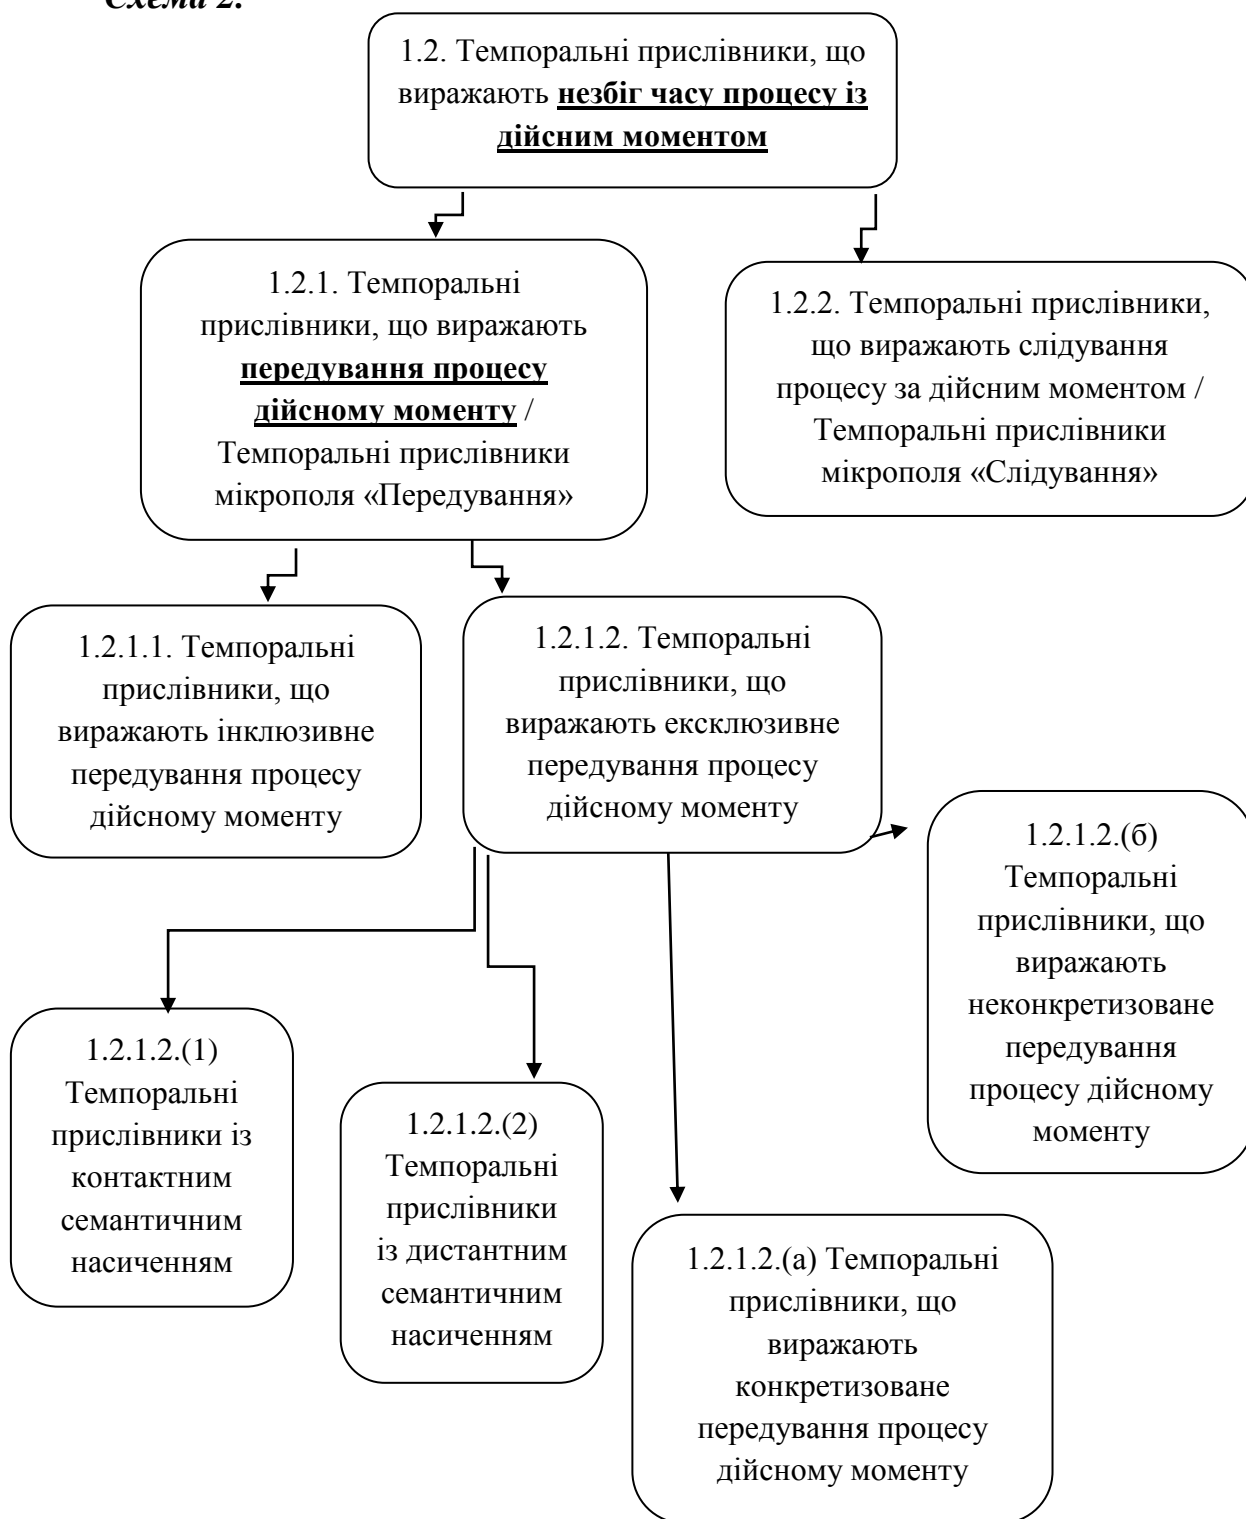 Схема 2.
1.2. Темпоральні прислівники, що
виражають незбіг часу процесу із
дійсним моментом
1.2.1. Темпоральні
прислівники, що виражають
передування процесу
дійсному моменту /
Темпоральні прислівники
мікрополя «Передування»
1.2.2. Темпоральні прислівники,
що виражають слідування
процесу за дійсним моментом /
Темпоральні прислівники
мікрополя «Слідування»
1.2.1.1. Темпоральні
прислівники, що
виражають інклюзивне
передування процесу
дійсному моменту
1.2.1.2. Темпоральні
прислівники, що
виражають ексклюзивне
передування процесу
дійсному моменту
1.2.1.2.(б)
Темпоральні
прислівники, що
виражають
неконкретизоване
передування
процесу дійсному
моменту
1.2.1.2.(1)
Темпоральні
прислівники із
контактним
семантичним
насиченням
1.2.1.2.(2)
Темпоральні
прислівники
із дистантним
семантичним
насиченням
1.2.1.2.(а) Темпоральні
прислівники, що
виражають
конкретизоване
передування процесу
дійсному моменту